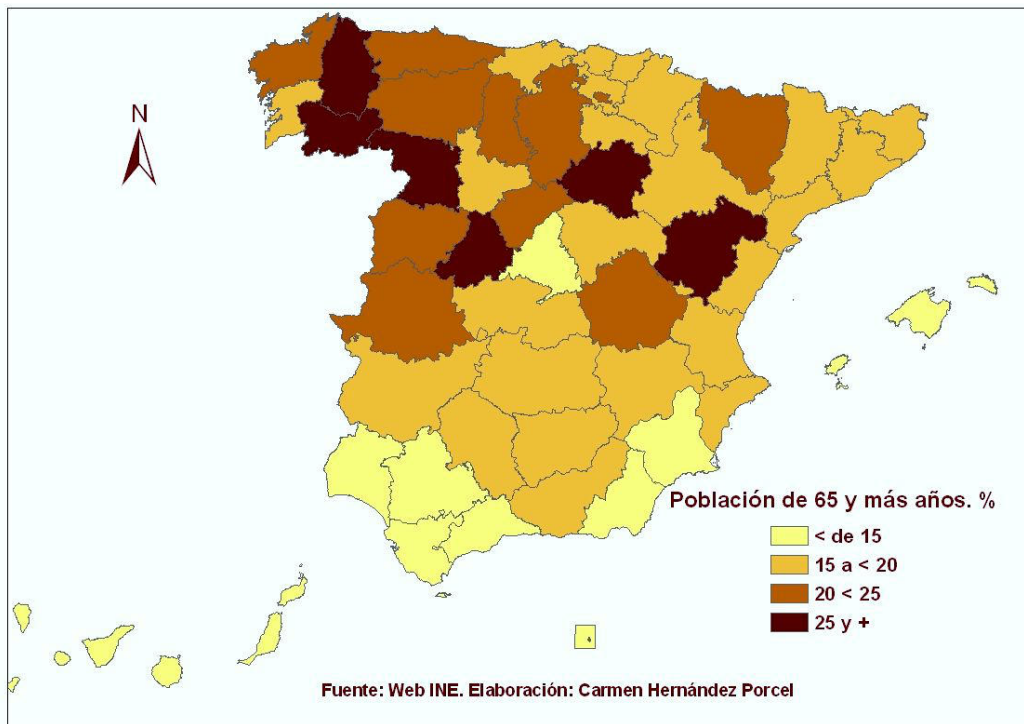 N
Población de 65 y más años. %
< de 15
15 a < 20
20 < 25
25 y +
Fuente: Web INE. Elaboración: Carmen Hernández Porcel